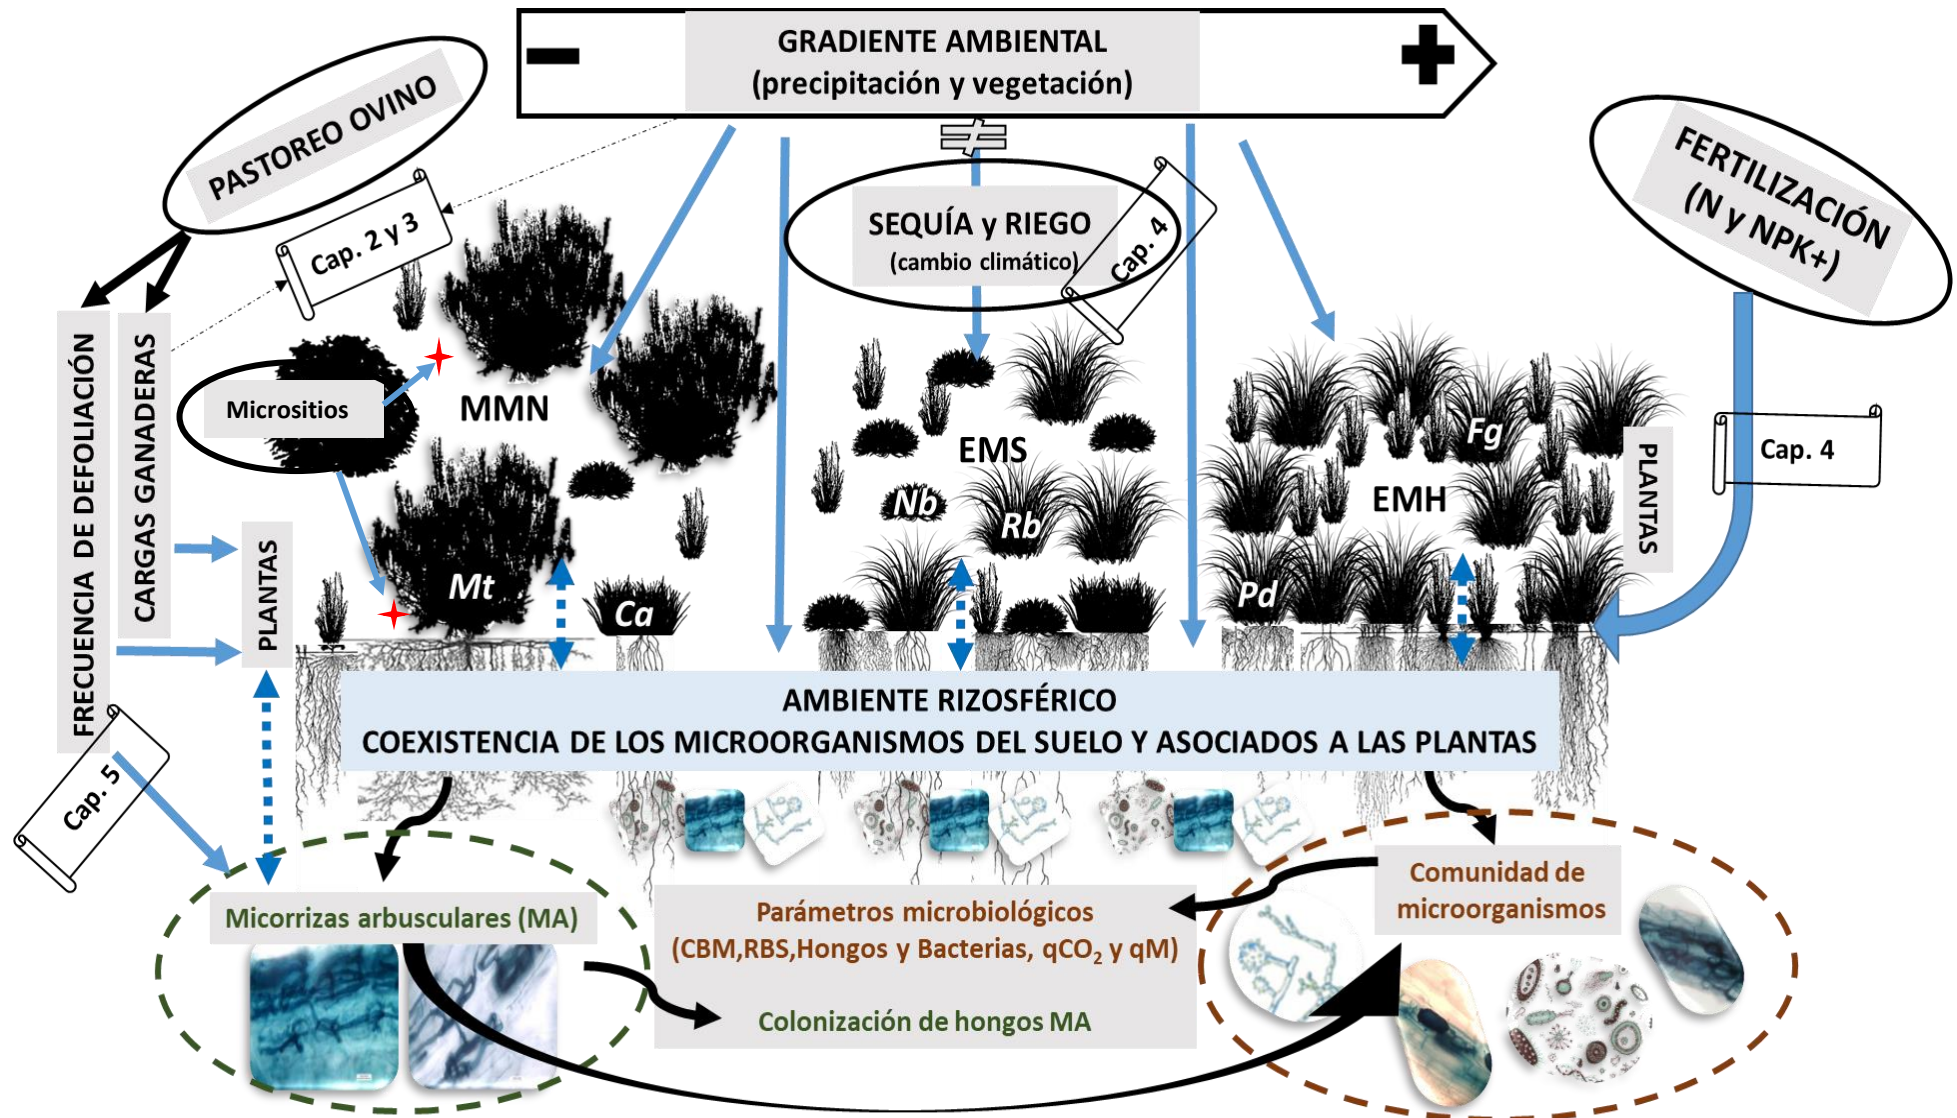 GRADIENTE AMBIENTAL
(precipitación y vegetación)
PASTOREO OVINO
Cap. 2 y 3
SEQUÍA y RIEGO
(cambio climático)
Cap. 4
FERTILIZACIÓN
(N y NPK+)
Cap. 4
FRECUENCIA DE DEFOLIACIÓN
CARGAS GANADERAS
Micrositios
MMN
EMS
EMH
Fg
Nb
Rb
Mt
Ca
Pd
PLANTAS
PLANTAS
AMBIENTE RIZOSFÉRICO
COEXISTENCIA DE LOS MICROORGANISMOS DEL SUELO Y ASOCIADOS A LAS PLANTAS
Cap. 5
Micorrizas arbusculares (MA)
Parámetros microbiológicos
(CBM,RBS,Hongos y Bacterias, qCO₂ y qM)
Colonización de hongos MA
Comunidad de
microorganismos